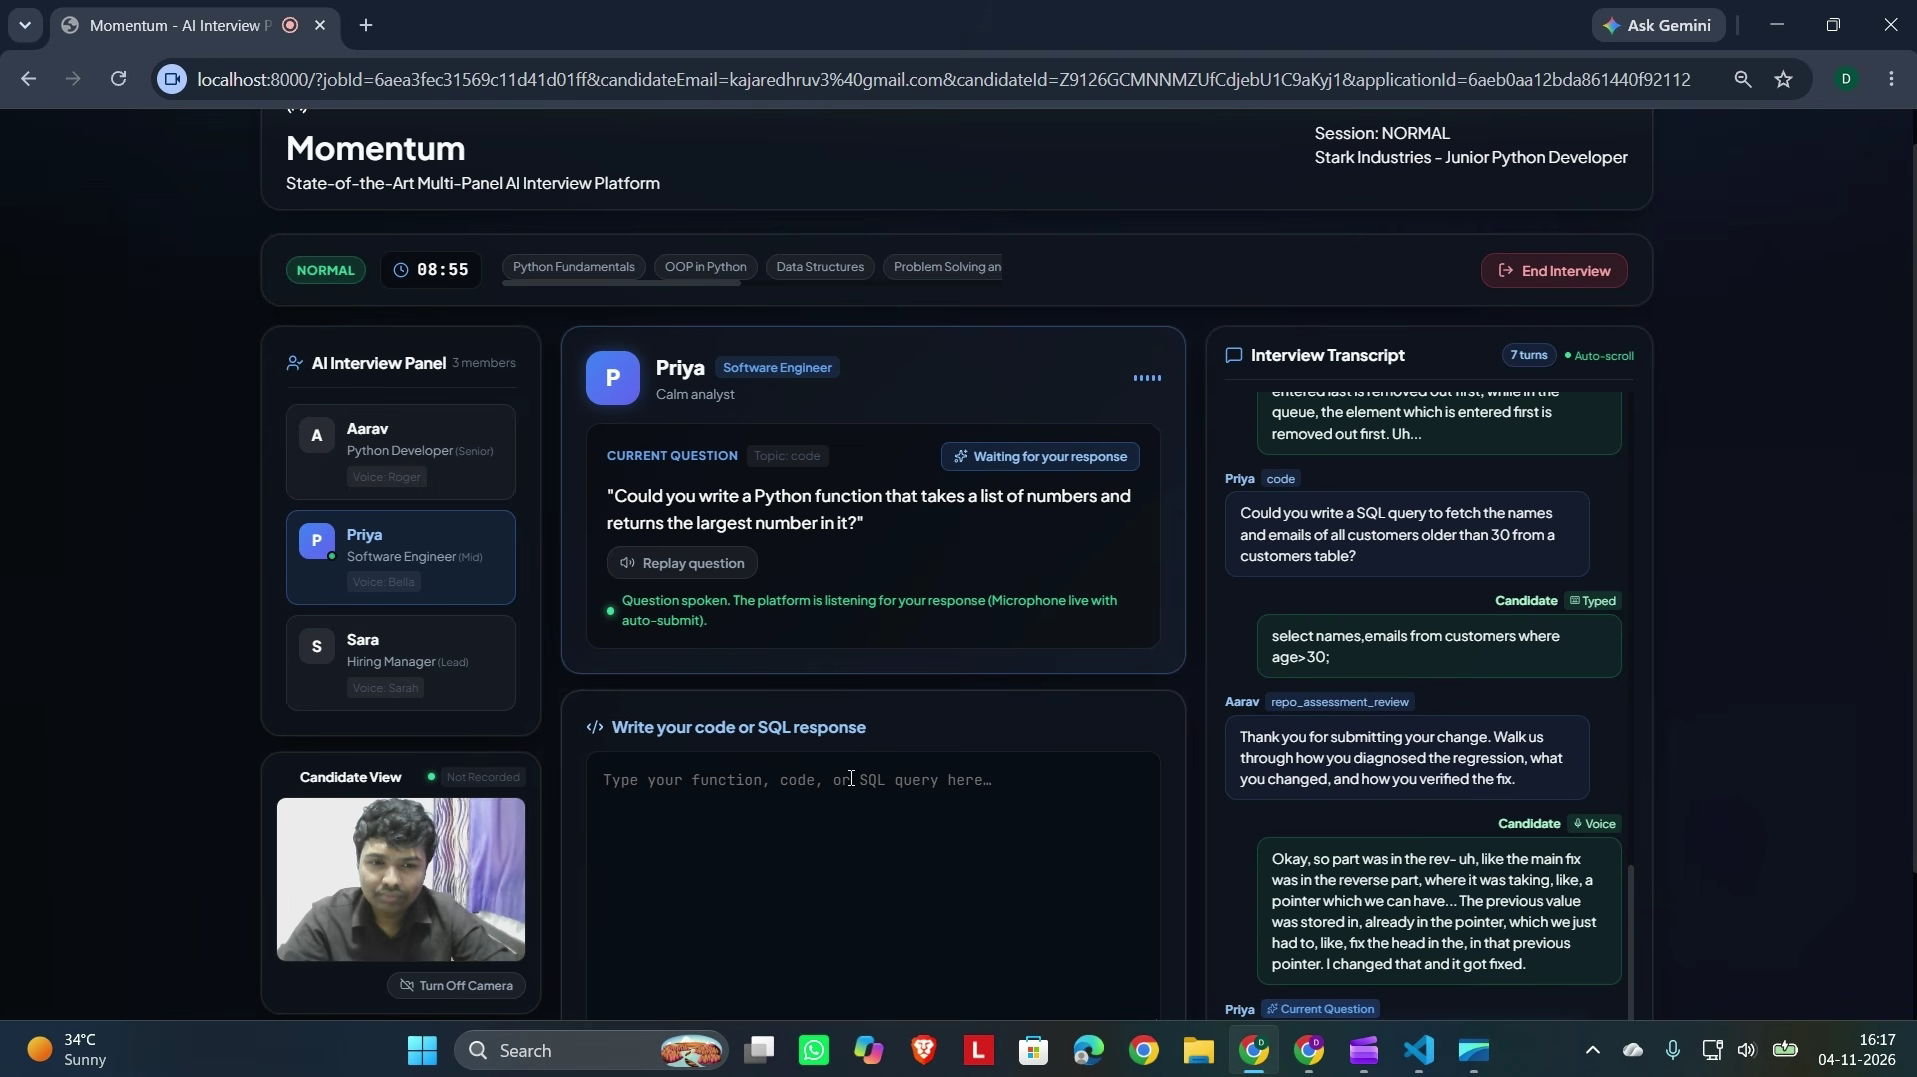 Momentum - AI Interview P
Ask Gemini
localhost:8000/?jobId=6aea3fec31569c11d41d01ff&candidateEmail=kajaredhruv3%40gmail.com&candidateId=Z9126GCMNNMZUfCdjebU1C9aKyj1&applicationId=6aeb0aa12bda861440f92112
D
Momentum
State-of-the-Art Multi-Panel AI Interview Platform
Session: NORMAL
Stark Industries - Junior Python Developer
NORMAL
08:55
Python Fundamentals
OOP in Python
Data Structures
Problem Solving an
End Interview
AI Interview Panel 3 members
A
Aarav
Python Developer (Senior)
Voice: Roger
P
Priya
Software Engineer (Mid)
Voice: Bella
S
Sara
Hiring Manager (Lead)
Voice: Sarah
Candidate View
Not Recorded
Turn Off Camera
P
Priya Software Engineer
Calm analyst
CURRENT QUESTION Topic: code
Waiting for your response
"Could you write a Python function that takes a list of numbers and
returns the largest number in it?"
Replay question
Question spoken. The platform is listening for your response (Microphone live with
auto-submit).
</> Write your code or SQL response
Type your function, code, or SQL query here…
Interview Transcript
7 turns
Auto-scroll
entered last is removed out first, while in the
queue, the element which is entered first is
removed out first. Uh...
Priya code
Could you write a SQL query to fetch the names
and emails of all customers older than 30 from a
customers table?
Candidate Typed
select names,emails from customers where
age>30;
Aarav repo_assessment_review
Thank you for submitting your change. Walk us
through how you diagnosed the regression, what
you changed, and how you verified the fix.
Candidate Voice
Okay, so part was in the rev- uh, like the main fix
was in the reverse part, where it was taking, like, a
pointer which we can have... The previous value
was stored in, already in the pointer, which we just
had to, like, fix the head in the, in that previous
pointer. I changed that and it got fixed.
Priya Current Question
34°C
Sunny
Search
L
16:17
04-11-2026